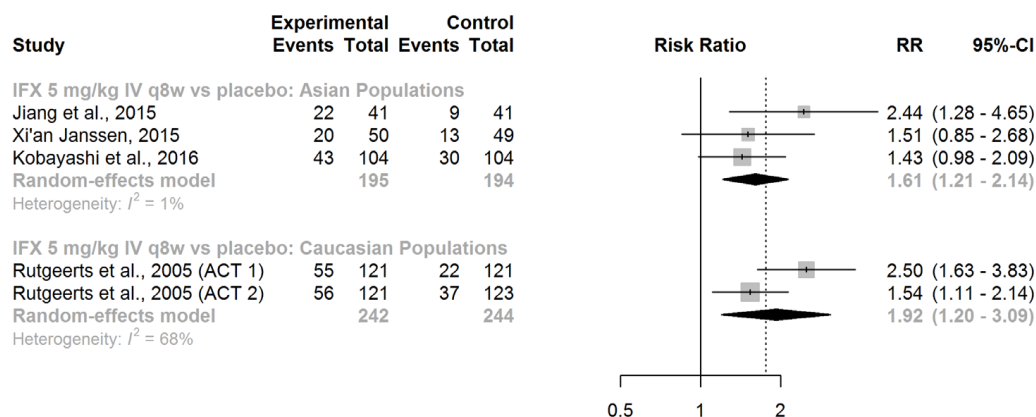 Experimental Control
Study Events Total Events Total Risk Ratio RR 95%-CI
IFX 5 mg/kg IV q8w vs placebo: Asian Populations
Jiang et al., 2015 22 41 9 41 2.44 (1.28 - 4.65)
Xi'an Janssen, 2015 20 50 13 49 1.51 (0.85 - 2.68)
Kobayashi et al., 2016 43 104 30 104 1.43 (0.98 - 2.09)
Random-effects model 195 194 1.61 (1.21 - 2.14)
Heterogeneity: I² = 1%
IFX 5 mg/kg IV q8w vs placebo: Caucasian Populations
Rutgeerts et al., 2005 (ACT 1) 55 121 22 121 2.50 (1.63 - 3.83)
Rutgeerts et al., 2005 (ACT 2) 56 121 37 123 1.54 (1.11 - 2.14)
Random-effects model 242 244 1.92 (1.20 - 3.09)
Heterogeneity: I² = 68%
0.5 1 2